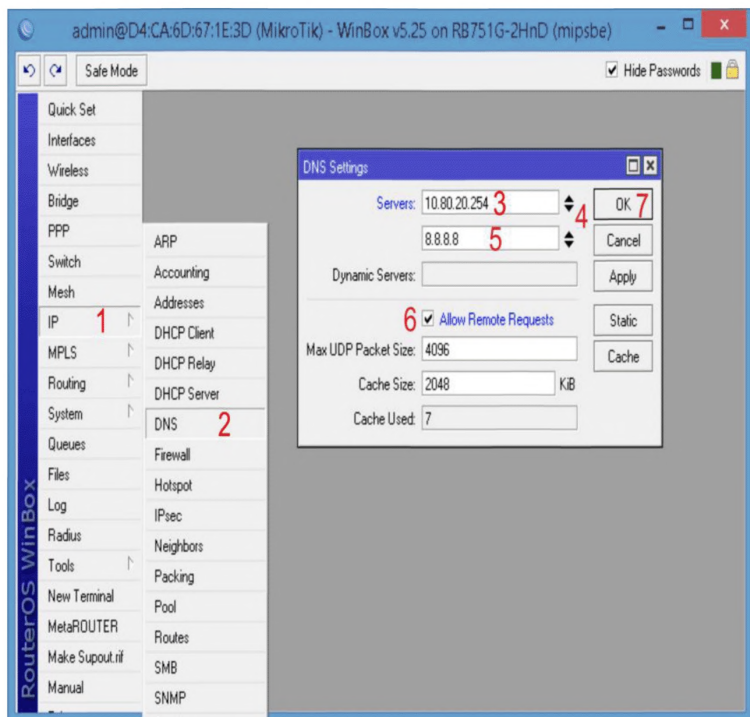 admin@D4:CA:6D:67:1E:3D (MikroTik) - WinBox v5.25 on RB751G-2HnD (mipsbe)
Safe Mode
Hide Passwords
RouterOS WinBox
Quick Set
Interfaces
Wireless
Bridge
PPP
Switch
Mesh
IP 1
MPLS
Routing
System
Queues
Files
Log
Radius
Tools
New Terminal
MetaROUTER
Make Supout.rif
Manual
ARP
Accounting
Addresses
DHCP Client
DHCP Relay
DHCP Server
DNS 2
Firewall
Hotspot
IPsec
Neighbors
Packing
Pool
Routes
SMB
SNMP
DNS Settings
Servers: 10.80.20.254 3
4
8.8.8.8 5
Dynamic Servers:
6 Allow Remote Requests
Max UDP Packet Size: 4096
Cache Size: 2048 KiB
Cache Used: 7
OK 7
Cancel
Apply
Static
Cache